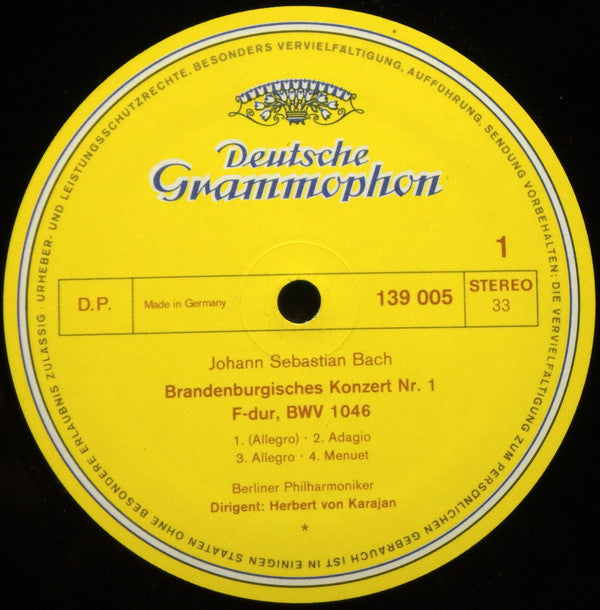 URHEBER- UND LEISTUNGSSCHUTZRECHTE, BESONDERS VERVIELFÄLTIGUNG, AUFFÜHRUNG, SENDUNG VORBEHALTEN: DIE VERVIELFÄLTIGUNG ZUM PERSÖNLICHEN GEBRAUCH IST IN EINIGEN STAATEN OHNE BESONDERE ERLAUBNIS ZULÄSSIG ·
Deutsche
Grammophon
1
D.P.
Made in Germany
139 005
STEREO
33
Johann Sebastian Bach
Brandenburgisches Konzert Nr. 1
F-dur, BWV 1046
1. (Allegro) · 2. Adagio
3. Allegro · 4. Menuet
Berliner Philharmoniker
Dirigent: Herbert von Karajan
*